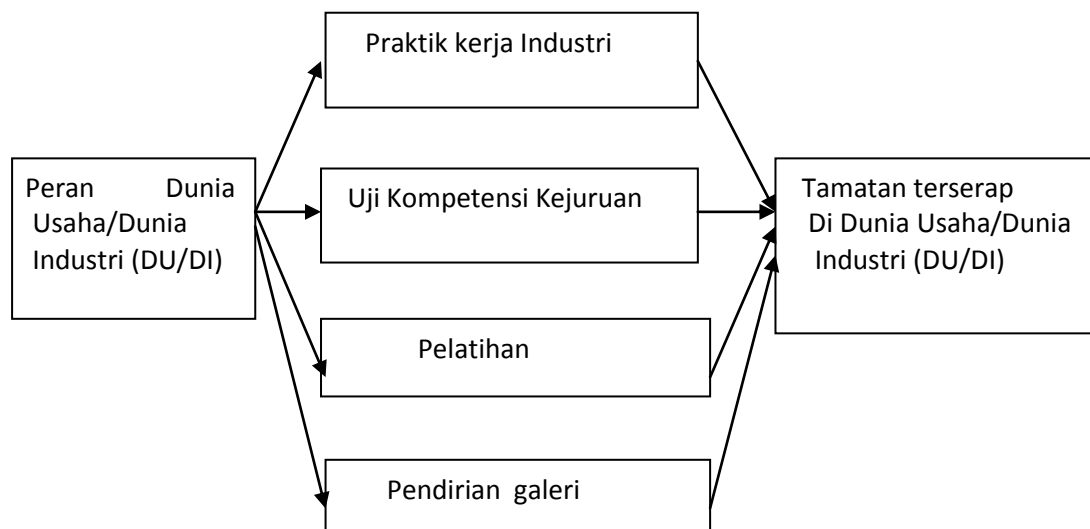 Praktik kerja Industri
Peran Dunia
Usaha/Dunia
Industri (DU/DI)
Uji Kompetensi Kejuruan
Tamatan terserap
Di Dunia Usaha/Dunia
Industri (DU/DI)
Pelatihan
Pendirian galeri